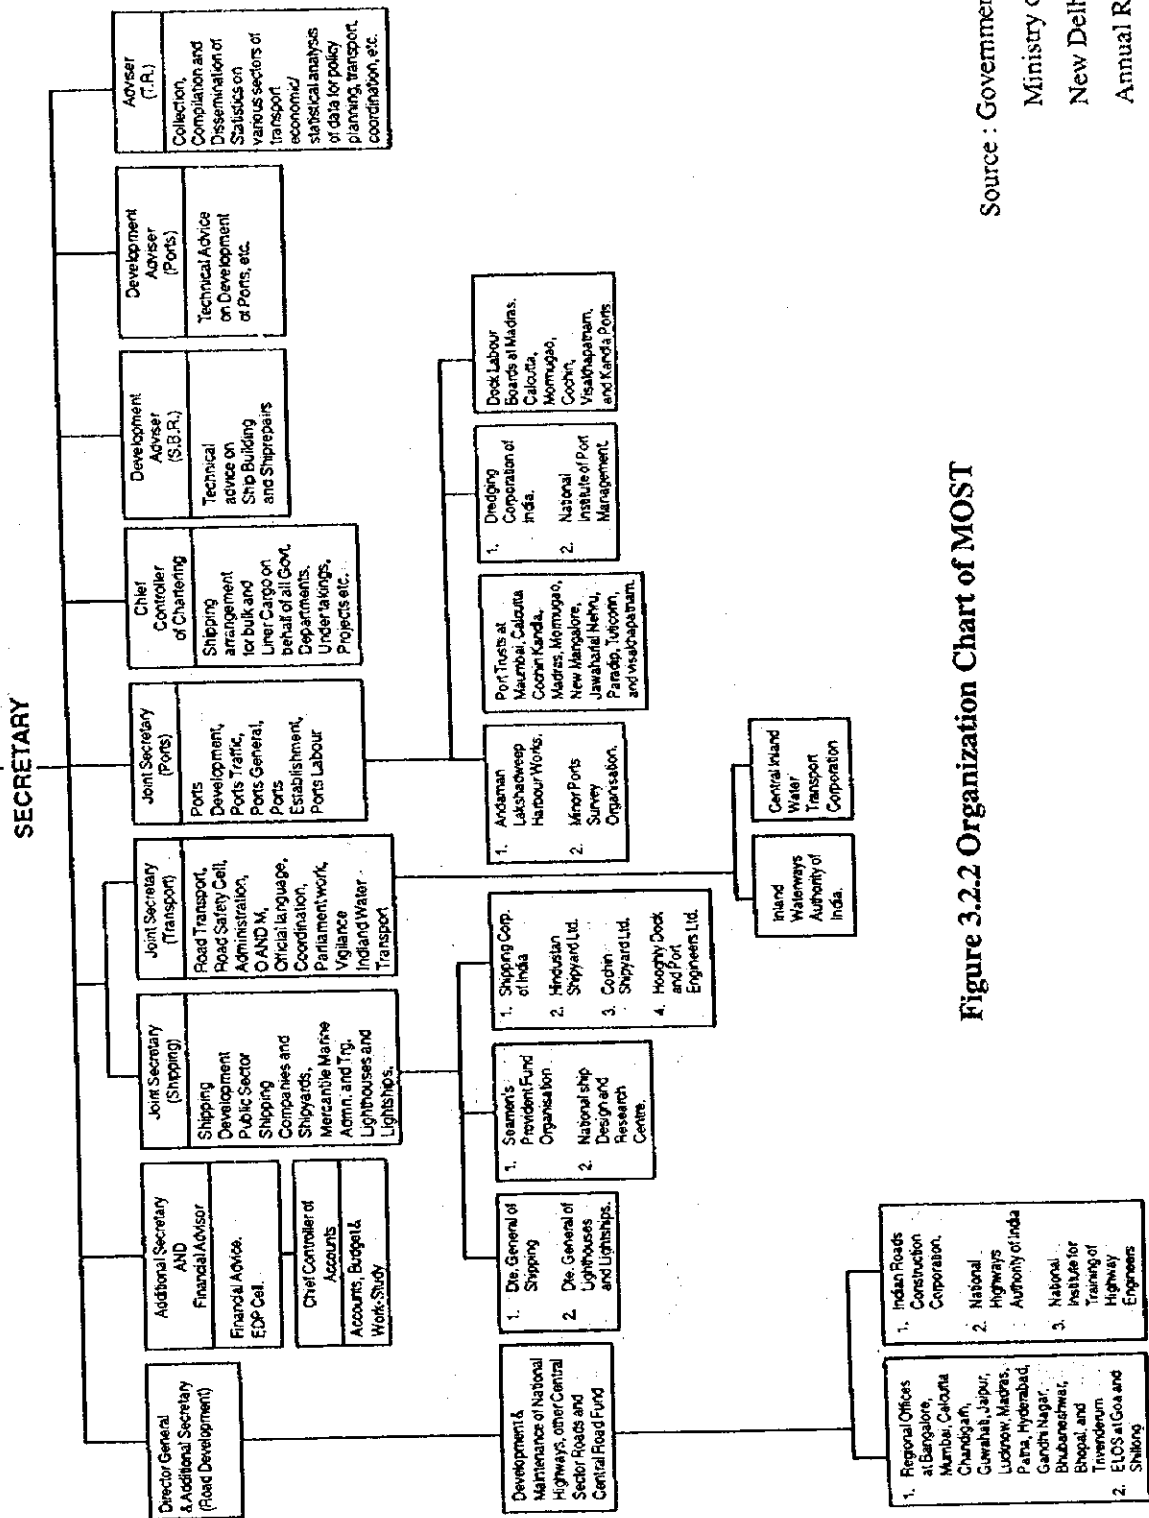 SECRETARY
Director General
& Additional Secretary
(Road Development)
Additional Secretary
AND
Financial Advisor
Financial Advice.
EDP Cell.
Chief Controller of
Accounts
Accounts, Budget &
Work-Study
Joint Secretary
(Shipping)
Shipping
Development
Public Sector
Shipping
Companies and
Shipyards,
Mercantile Marine
Admn. and Trg.
Lighthouses and
Lightships.
Joint Secretary
(Transport)
Road Transport,
Road Safety Cell,
Administration,
O AND M,
Official language,
Coordination,
Parliament work,
Vigilance
Indland Water
Transport
Joint Secretary
(Ports)
Ports
Development,
Ports Traffic,
Ports General,
Ports
Establishment,
Ports Labour
Chief
Controller
of Chartering
Shipping
arrangement
for bulk and
Liner Cargo on
behalf of all Govt.
Departments,
Undertakings,
Projects etc.
Development
Adviser
(S.B.R.)
Technical
advice on
Ship Building
and Shiprepairs
Development
Adviser
(Ports)
Technical Advice
on Development
of Ports, etc.
Adviser
(T.R.)
Collection,
Compilation and
Dissemination of
Statistics on
various sectors of
transport
economic/
statistical analysis
of data for policy
planning, transport
coordination, etc.
Development &
Maintenance of National
Highways, other Central
Sector Roads and
Central Road Fund
1. Dte. General of
Shipping
2. Dte. General of
Lighthouses
and Lightships.
1. Seamen's
Provident Fund
Organisation
2. National ship
Design and
Research
Centre.
1. Shipping Corp.
of India
2. Hindustan
Shipyard Ltd.
3. Cochin
Shipyard Ltd.
4. Hooghly Dock
and Port
Engineers Ltd.
1. Andaman
Lakshadweep
Harbour Works.
2. Minor Ports
Survey
Organisation.
Port Trusts at
Maumbai, Calcutta
Cochin Kandla,
Madras, Mormugao,
New Mangalore,
Jawaharlal Nehru,
Paradip, Tuticorin,
and visakhapatnam.
1. Dredging
Corporation of
India.
2. National
Institute of Port
Management.
Dock Labour
Boards at Madras,
Calcutta,
Mormugao,
Cochin,
Visakhapatnam,
and Kandla Ports
Inland
Waterways
Authority of
India.
Central Inland
Water
Transport
Corporation
1. Regional Offices
at Bangalore,
Mumbai, Calcutta
Chandigarh,
Guwahati, Jaipur,
Lucknow, Madras,
Patna, Hyderabad,
Gandhi Nagar,
Bhubaneshwar,
Bhopal, and
Trivenderum
2. ELOS at Goa and
Shillong
1. Indian Roads
Construction
Corporation.
2. National
Highways
Authority of India
3. National
Institute for
Training of
Highway
Engineers
Figure 3.2.2 Organization Chart of MOST
Source : Governme
Ministry
New Delh
Annual R